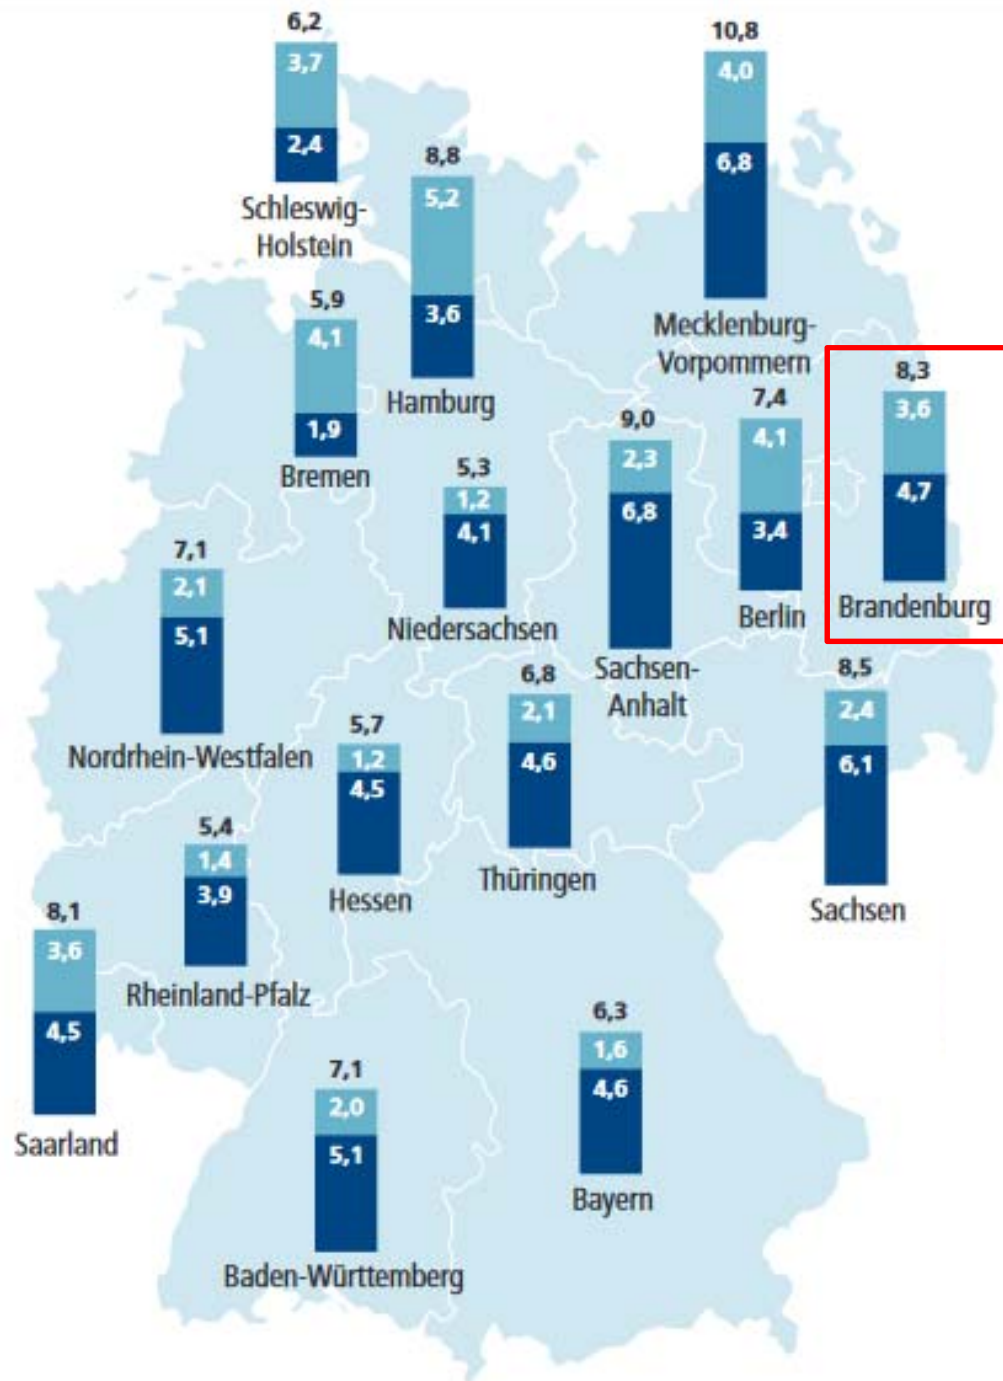 6,2
3,7
2,4
Schleswig-
Holstein
10,8
4,0
6,8
Mecklenburg-
Vorpommern
8,8
5,2
3,6
Hamburg
5,9
4,1
1,9
Bremen
8,3
3,6
4,7
Brandenburg
7,4
4,1
3,4
Berlin
9,0
2,3
6,8
Sachsen-
Anhalt
5,3
1,2
4,1
Niedersachsen
7,1
2,1
5,1
Nordrhein-Westfalen
8,5
2,4
6,1
Sachsen
6,8
2,1
4,6
Thüringen
5,7
1,2
4,5
Hessen
5,4
1,4
3,9
Rheinland-Pfalz
8,1
3,6
4,5
Saarland
6,3
1,6
4,6
Bayern
7,1
2,0
5,1
Baden-Württemberg